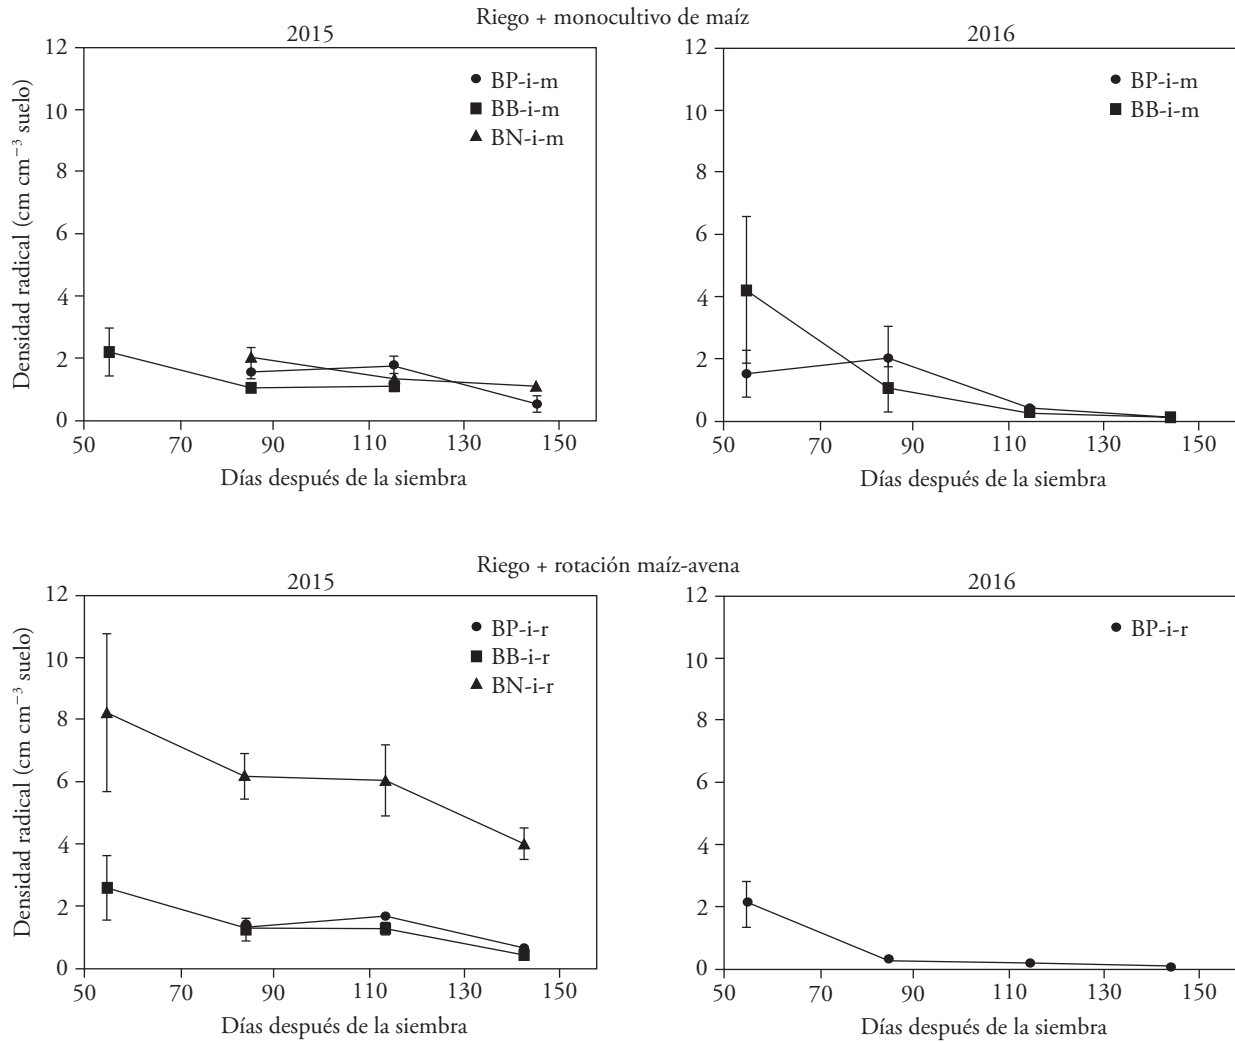 Riego + monocultivo de maíz
2015
12
10
8
6
4
2
0
50 70 90 110 130 150
Densidad radical (cm cm⁻³ suelo)
Días después de la siembra
BP-i-m
BB-i-m
BN-i-m
2016
12
10
8
6
4
2
0
50 70 90 110 130 150
Días después de la siembra
BP-i-m
BB-i-m
Riego + rotación maíz-avena
2015
12
10
8
6
4
2
0
50 70 90 110 130 150
Densidad radical (cm cm⁻³ suelo)
Días después de la siembra
BP-i-r
BB-i-r
BN-i-r
2016
12
10
8
6
4
2
0
50 70 90 110 130 150
Días después de la siembra
BP-i-r